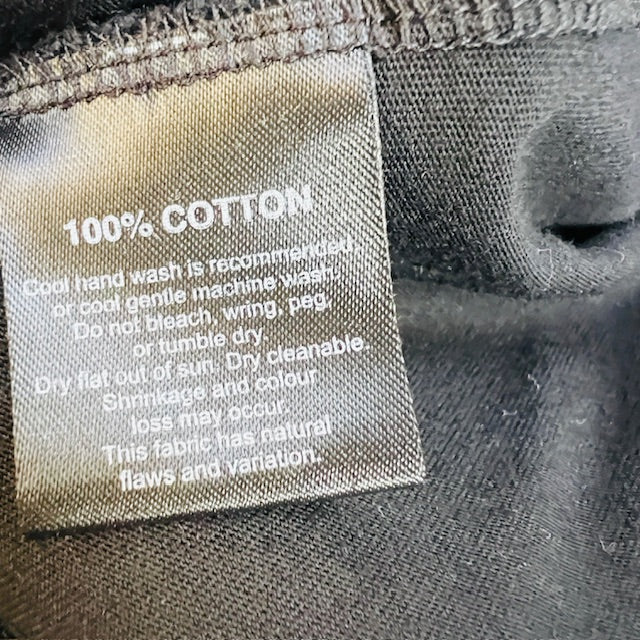 100% COTTON
Cool hand wash is recommended,
or cool gentle machine wash.
Do not bleach, wring, peg,
or tumble dry.
Dry flat out of sun. Dry cleanable.
Shrinkage and colour
loss may occur.
This fabric has natural
flaws and variation.